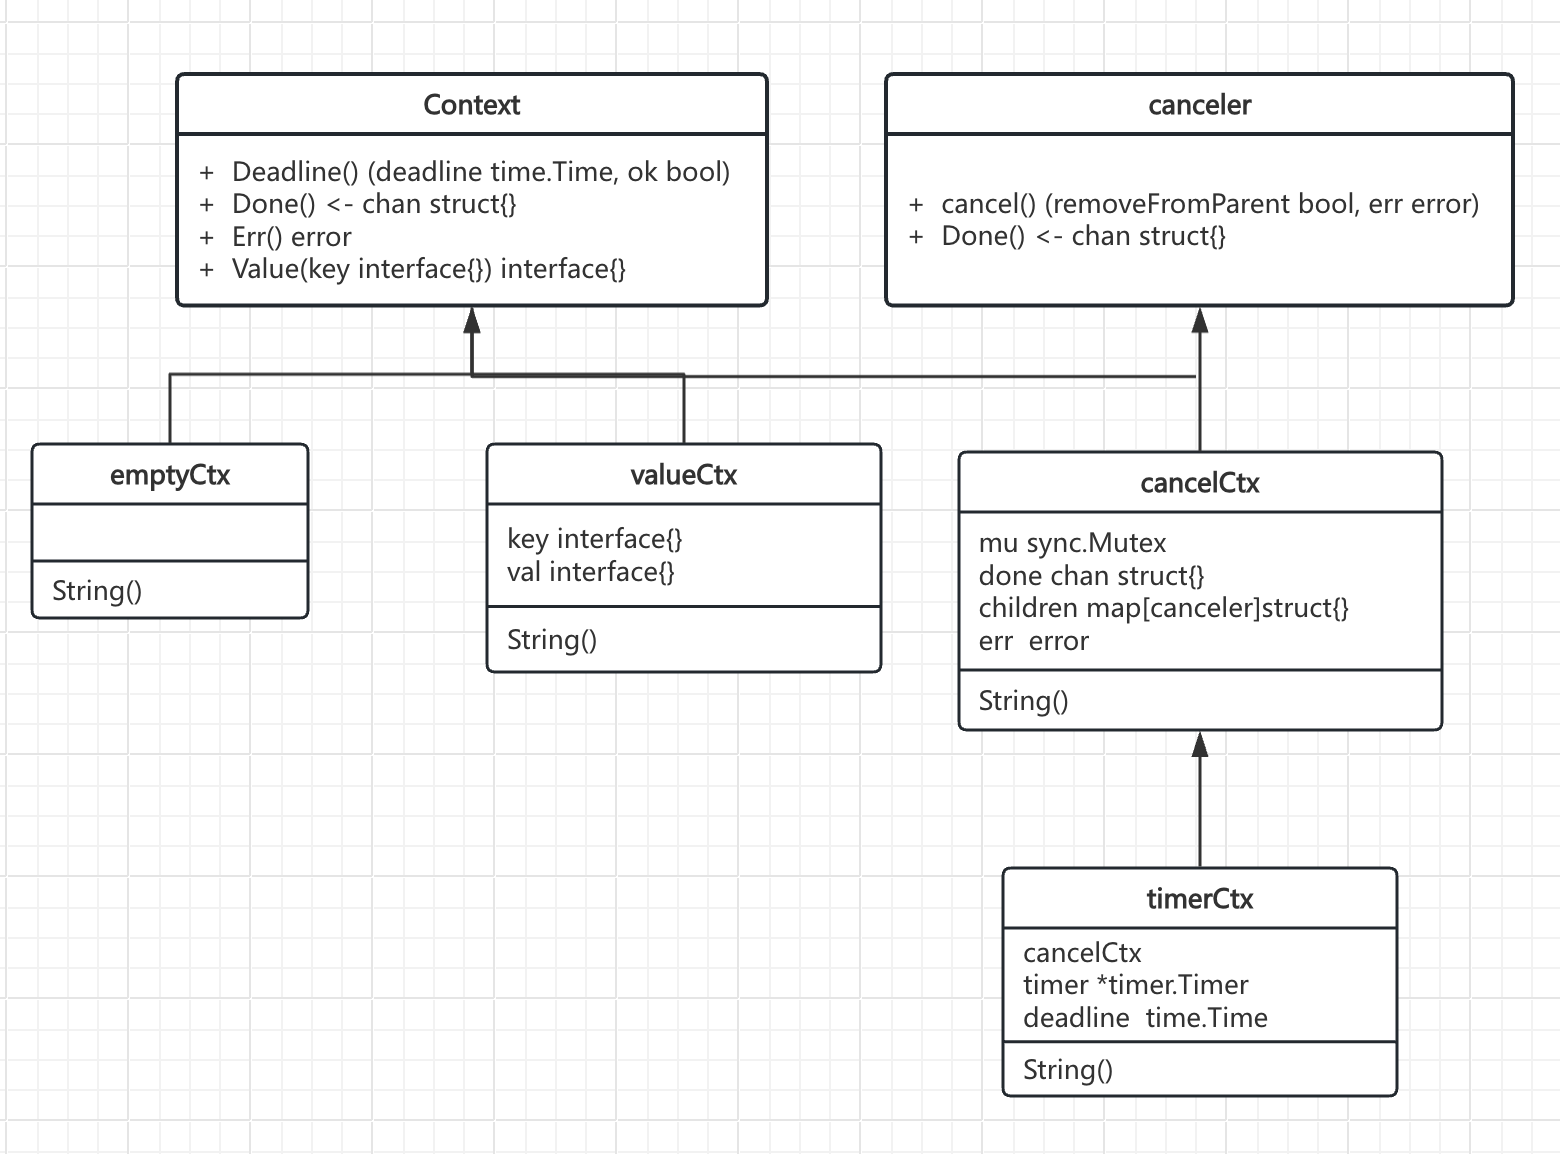 Context
+ Deadline() (deadline time.Time, ok bool)
+ Done() <- chan struct{}
+ Err() error
+ Value(key interface{}) interface{}
canceler
+ cancel() (removeFromParent bool, err error)
+ Done() <- chan struct{}
emptyCtx
String()
valueCtx
key interface{}
val interface{}
String()
cancelCtx
mu sync.Mutex
done chan struct{}
children map[canceler]struct{}
err  error
String()
timerCtx
cancelCtx
timer *timer.Timer
deadline  time.Time
String()